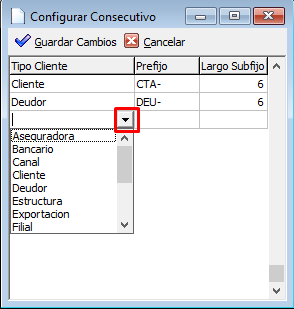 Configurar Consecutivo
Guardar Cambios Cancelar
Tipo Cliente Prefijo Largo Subfijo
Cliente CTA- 6
Deudor DEU- 6
Aseguradora
Bancario
Canal
Cliente
Deudor
Estructura
Exportacion
Filial